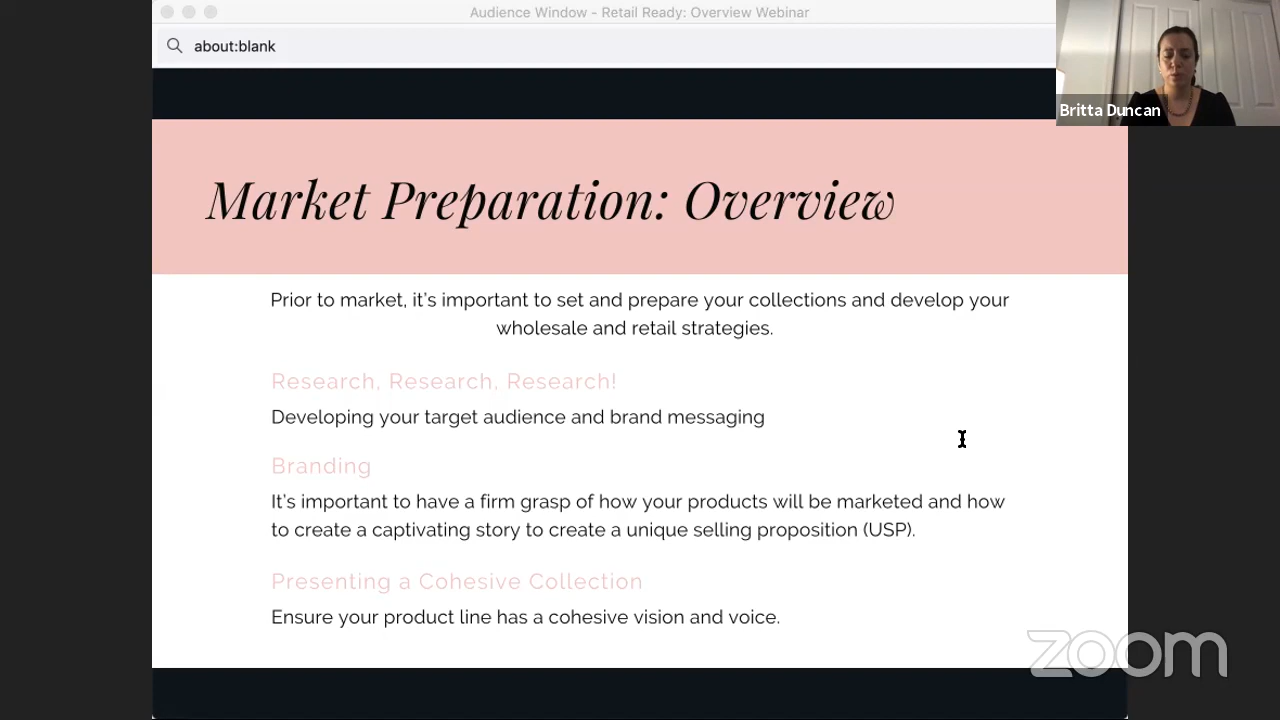 Audience Window - Retail Ready: Overview Webinar
about:blank
Britta Duncan
Market Preparation: Overview
Prior to market, it's important to set and prepare your collections and develop your
wholesale and retail strategies.
Research, Research, Research!
Developing your target audience and brand messaging
Branding
It's important to have a firm grasp of how your products will be marketed and how
to create a captivating story to create a unique selling proposition (USP).
Presenting a Cohesive Collection
Ensure your product line has a cohesive vision and voice.
zoom